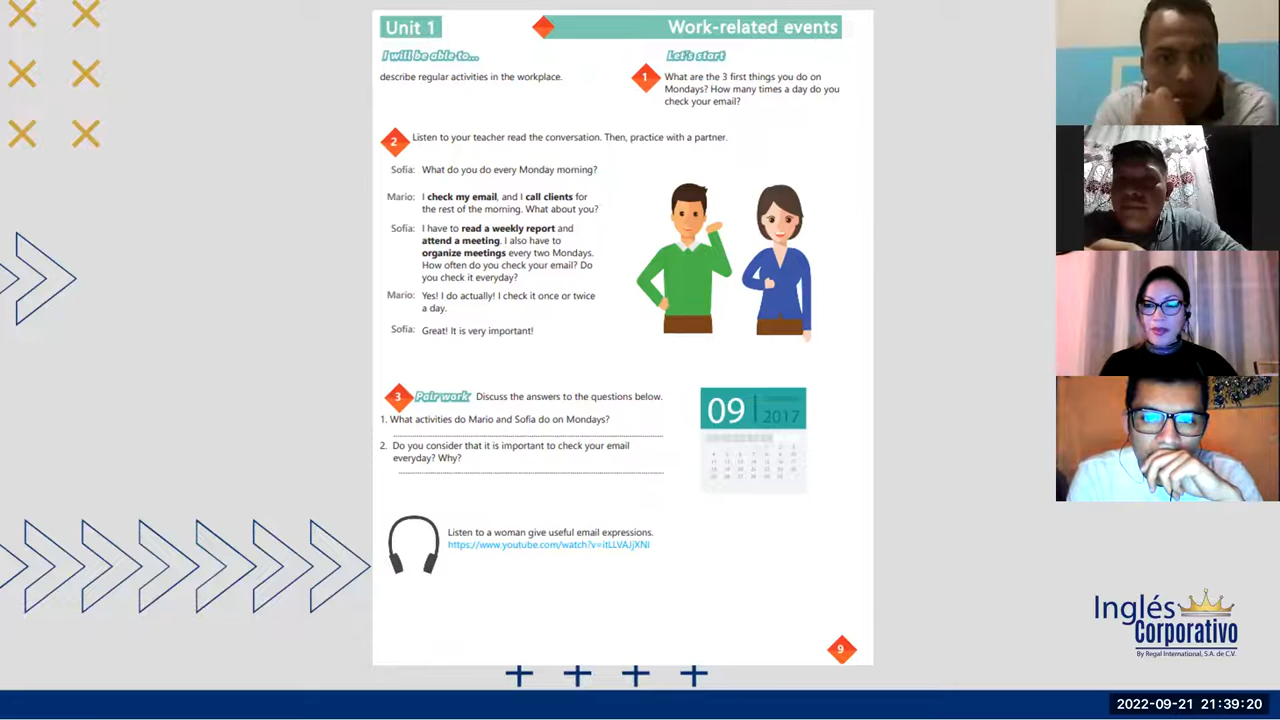 Unit 1
Work-related events
I will be able to...
describe regular activities in the workplace.
Let's start
1
What are the 3 first things you do on
Mondays? How many times a day do you
check your email?
2
Listen to your teacher read the conversation. Then, practice with a partner.
Sofia: What do you do every Monday morning?
Mario: I check my email, and I call clients for
the rest of the morning. What about you?
Sofia: I have to read a weekly report and
attend a meeting. I also have to
organize meetings every two Mondays.
How often do you check your email? Do
you check it everyday?
Mario: Yes! I do actually! I check it once or twice
a day.
Sofia: Great! It is very important!
3
Pair work Discuss the answers to the questions below.
1. What activities do Mario and Sofia do on Mondays?
2. Do you consider that it is important to check your email
everyday? Why?
09
2017
Listen to a woman give useful email expressions.
https://www.youtube.com/watch?v=itLLVAJjXNI
9
Inglés
Corporativo
By Regal International, S.A. de C.V.
2022-09-21 21:39:20